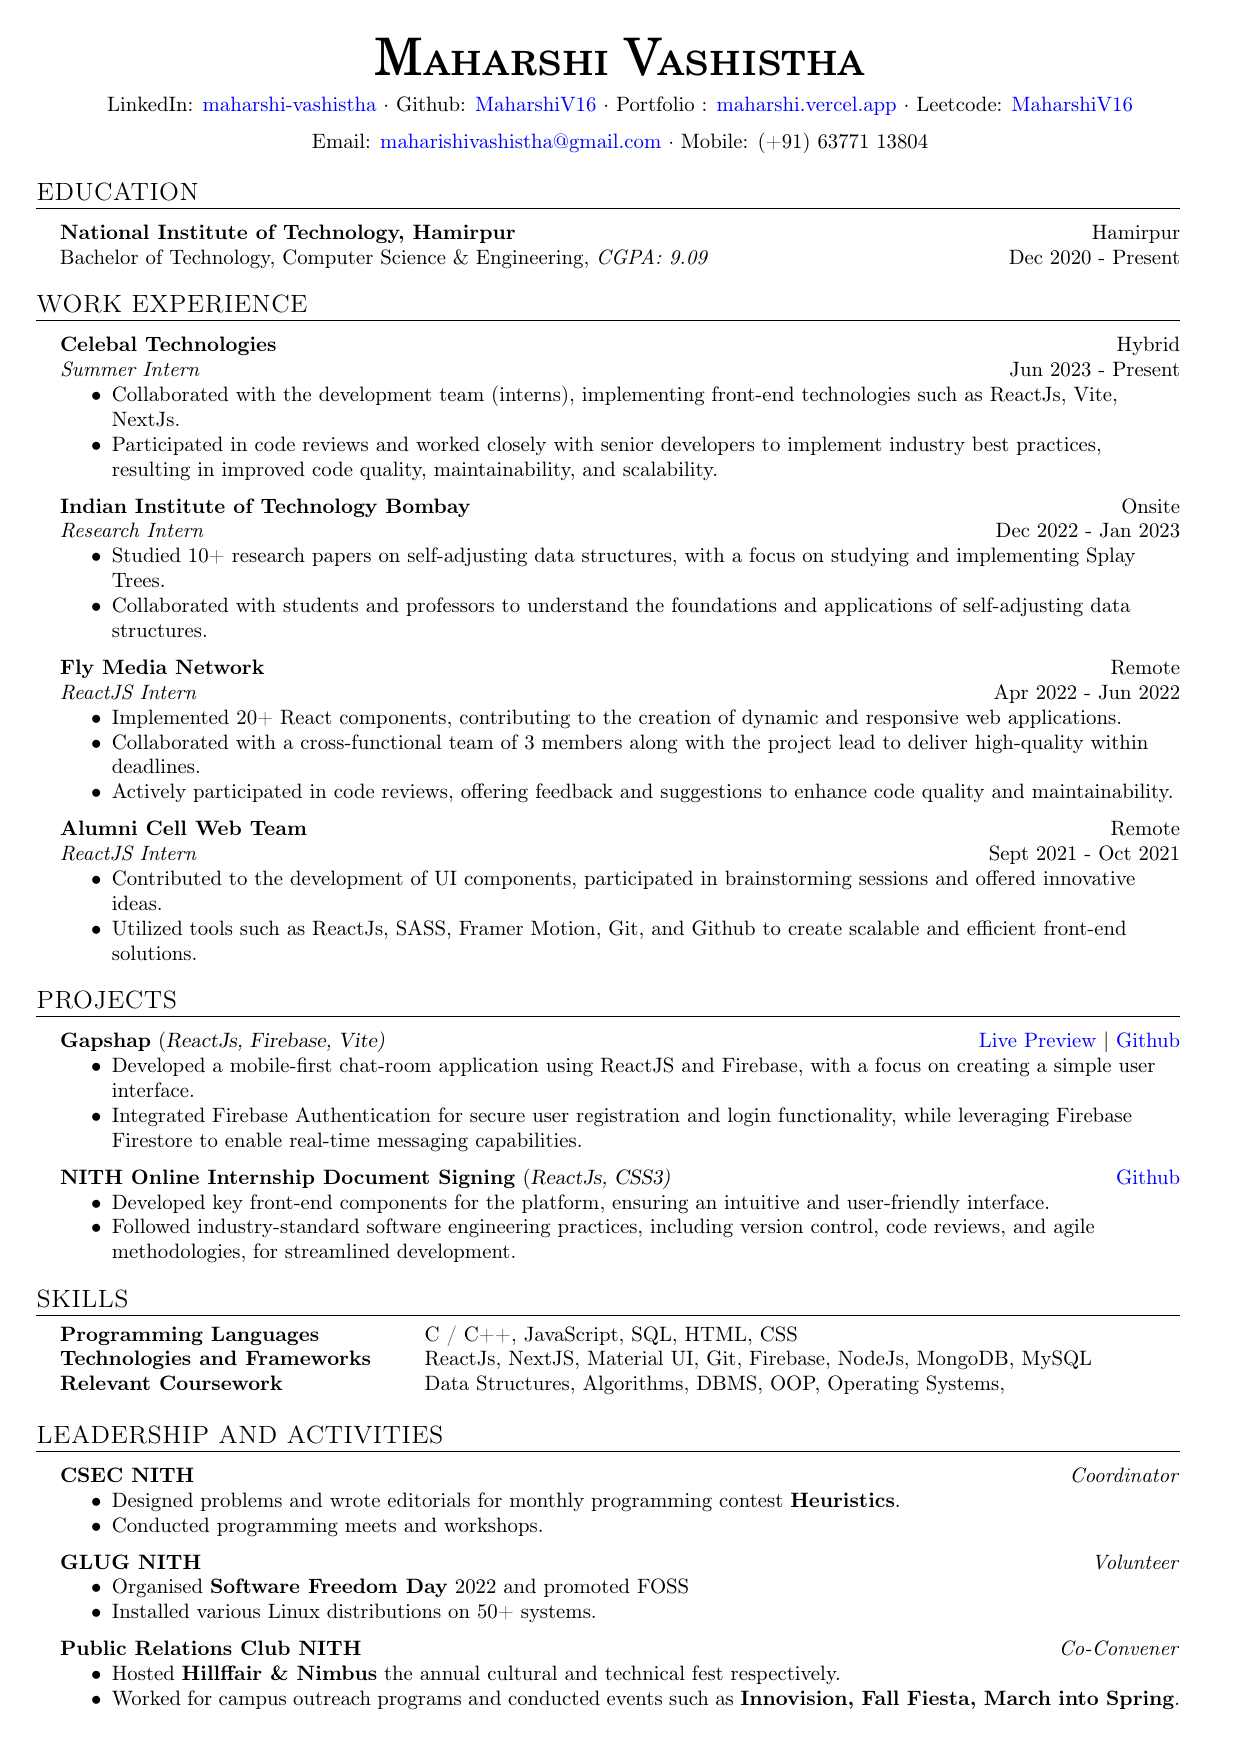 Maharshi Vashistha
LinkedIn: maharshi-vashistha · Github: MaharshiV16 · Portfolio : maharshi.vercel.app · Leetcode: MaharshiV16
Email: maharishivashistha@gmail.com · Mobile: (+91) 63771 13804
EDUCATION
National Institute of Technology, Hamirpur Hamirpur
Bachelor of Technology, Computer Science & Engineering, CGPA: 9.09 Dec 2020 - Present
WORK EXPERIENCE
Celebal Technologies Hybrid
Summer Intern Jun 2023 - Present
• Collaborated with the development team (interns), implementing front-end technologies such as ReactJs, Vite,
NextJs.
• Participated in code reviews and worked closely with senior developers to implement industry best practices,
resulting in improved code quality, maintainability, and scalability.
Indian Institute of Technology Bombay Onsite
Research Intern Dec 2022 - Jan 2023
• Studied 10+ research papers on self-adjusting data structures, with a focus on studying and implementing Splay
Trees.
• Collaborated with students and professors to understand the foundations and applications of self-adjusting data
structures.
Fly Media Network Remote
ReactJS Intern Apr 2022 - Jun 2022
• Implemented 20+ React components, contributing to the creation of dynamic and responsive web applications.
• Collaborated with a cross-functional team of 3 members along with the project lead to deliver high-quality within
deadlines.
• Actively participated in code reviews, offering feedback and suggestions to enhance code quality and maintainability.
Alumni Cell Web Team Remote
ReactJS Intern Sept 2021 - Oct 2021
• Contributed to the development of UI components, participated in brainstorming sessions and offered innovative
ideas.
• Utilized tools such as ReactJs, SASS, Framer Motion, Git, and Github to create scalable and efficient front-end
solutions.
PROJECTS
Gapshap (ReactJs, Firebase, Vite) Live Preview | Github
• Developed a mobile-first chat-room application using ReactJS and Firebase, with a focus on creating a simple user
interface.
• Integrated Firebase Authentication for secure user registration and login functionality, while leveraging Firebase
Firestore to enable real-time messaging capabilities.
NITH Online Internship Document Signing (ReactJs, CSS3) Github
• Developed key front-end components for the platform, ensuring an intuitive and user-friendly interface.
• Followed industry-standard software engineering practices, including version control, code reviews, and agile
methodologies, for streamlined development.
SKILLS
Programming Languages C / C++, JavaScript, SQL, HTML, CSS
Technologies and Frameworks ReactJs, NextJS, Material UI, Git, Firebase, NodeJs, MongoDB, MySQL
Relevant Coursework Data Structures, Algorithms, DBMS, OOP, Operating Systems,
LEADERSHIP AND ACTIVITIES
CSEC NITH Coordinator
• Designed problems and wrote editorials for monthly programming contest Heuristics.
• Conducted programming meets and workshops.
GLUG NITH Volunteer
• Organised Software Freedom Day 2022 and promoted FOSS
• Installed various Linux distributions on 50+ systems.
Public Relations Club NITH Co-Convener
• Hosted Hillffair & Nimbus the annual cultural and technical fest respectively.
• Worked for campus outreach programs and conducted events such as Innovision, Fall Fiesta, March into Spring.